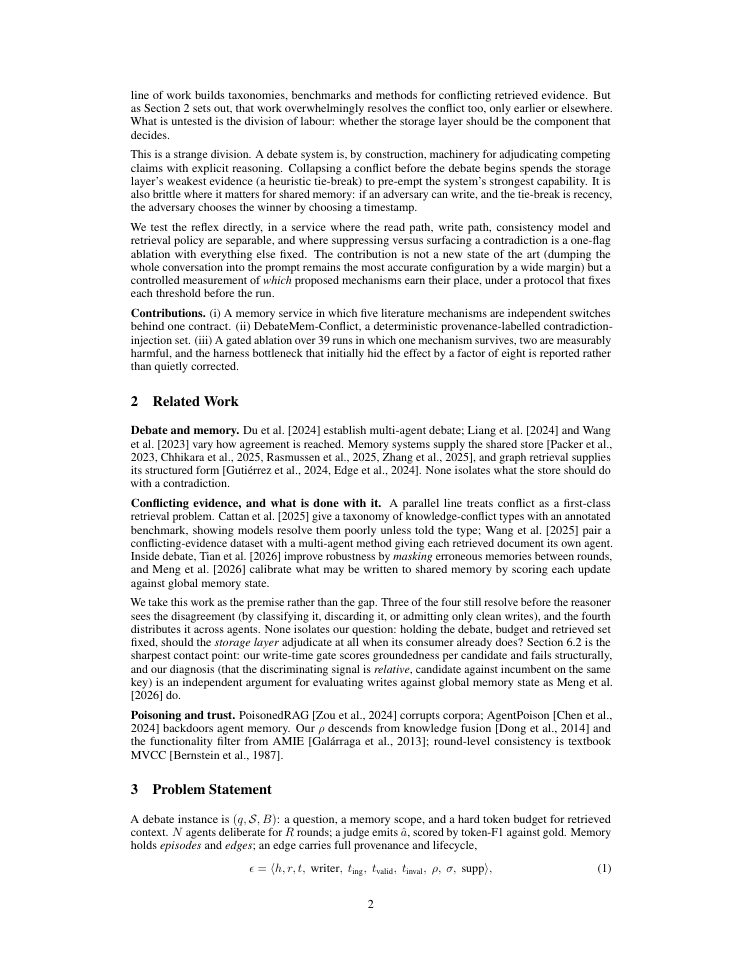 line of work builds taxonomies, benchmarks and methods for conflicting retrieved evidence. But
as Section 2 sets out, that work overwhelmingly resolves the conflict too, only earlier or elsewhere.
What is untested is the division of labour: whether the storage layer should be the component that
decides.
This is a strange division. A debate system is, by construction, machinery for adjudicating competing
claims with explicit reasoning. Collapsing a conflict before the debate begins spends the storage
layer's weakest evidence (a heuristic tie-break) to pre-empt the system's strongest capability. It is
also brittle where it matters for shared memory: if an adversary can write, and the tie-break is recency,
the adversary chooses the winner by choosing a timestamp.
We test the reflex directly, in a service where the read path, write path, consistency model and
retrieval policy are separable, and where suppressing versus surfacing a contradiction is a one-flag
ablation with everything else fixed. The contribution is not a new state of the art (dumping the
whole conversation into the prompt remains the most accurate configuration by a wide margin) but a
controlled measurement of which proposed mechanisms earn their place, under a protocol that fixes
each threshold before the run.
Contributions. (i) A memory service in which five literature mechanisms are independent switches
behind one contract. (ii) DebateMem-Conflict, a deterministic provenance-labelled contradiction-
injection set. (iii) A gated ablation over 39 runs in which one mechanism survives, two are measurably
harmful, and the harness bottleneck that initially hid the effect by a factor of eight is reported rather
than quietly corrected.
2 Related Work
Debate and memory. Du et al. [2024] establish multi-agent debate; Liang et al. [2024] and Wang
et al. [2023] vary how agreement is reached. Memory systems supply the shared store [Packer et al.,
2023, Chhikara et al., 2025, Rasmussen et al., 2025, Zhang et al., 2025], and graph retrieval supplies
its structured form [Gutiérrez et al., 2024, Edge et al., 2024]. None isolates what the store should do
with a contradiction.
Conflicting evidence, and what is done with it. A parallel line treats conflict as a first-class
retrieval problem. Cattan et al. [2025] give a taxonomy of knowledge-conflict types with an annotated
benchmark, showing models resolve them poorly unless told the type; Wang et al. [2025] pair a
conflicting-evidence dataset with a multi-agent method giving each retrieved document its own agent.
Inside debate, Tian et al. [2026] improve robustness by masking erroneous memories between rounds,
and Meng et al. [2026] calibrate what may be written to shared memory by scoring each update
against global memory state.
We take this work as the premise rather than the gap. Three of the four still resolve before the reasoner
sees the disagreement (by classifying it, discarding it, or admitting only clean writes), and the fourth
distributes it across agents. None isolates our question: holding the debate, budget and retrieved set
fixed, should the storage layer adjudicate at all when its consumer already does? Section 6.2 is the
sharpest contact point: our write-time gate scores groundedness per candidate and fails structurally,
and our diagnosis (that the discriminating signal is relative, candidate against incumbent on the same
key) is an independent argument for evaluating writes against global memory state as Meng et al.
[2026] do.
Poisoning and trust. PoisonedRAG [Zou et al., 2024] corrupts corpora; AgentPoison [Chen et al.,
2024] backdoors agent memory. Our ρ descends from knowledge fusion [Dong et al., 2014] and
the functionality filter from AMIE [Galárraga et al., 2013]; round-level consistency is textbook
MVCC [Bernstein et al., 1987].
3 Problem Statement
A debate instance is (q, 𝒮, B): a question, a memory scope, and a hard token budget for retrieved
context. N agents deliberate for R rounds; a judge emits â, scored by token-F1 against gold. Memory
holds episodes and edges; an edge carries full provenance and lifecycle,
ϵ = ⟨h, r, t, writer, t_ing, t_valid, t_inval, ρ, σ, supp⟩, (1)
2